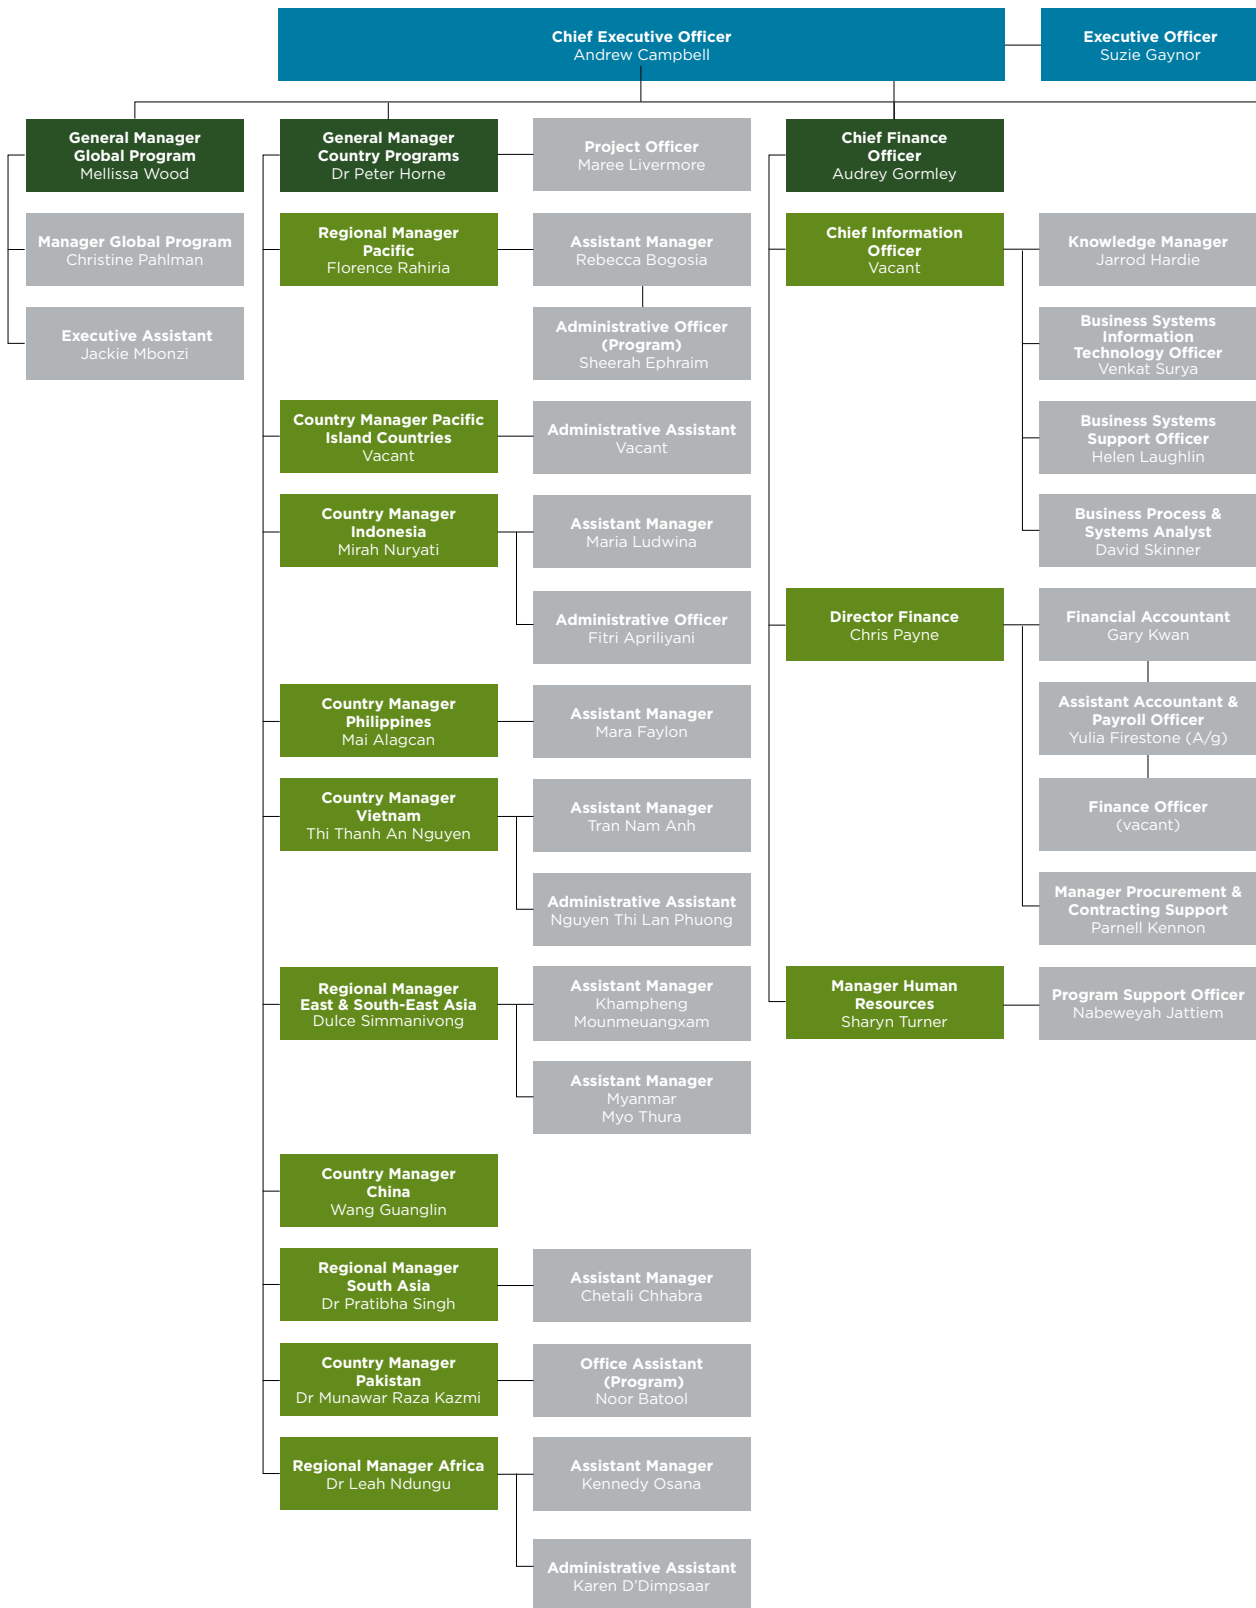 Chief Executive Officer
Andrew Campbell
Executive Officer
Suzie Gaynor
General Manager
Global Program
Mellissa Wood
Manager Global Program
Christine Pahlman
Executive Assistant
Jackie Mbonzi
General Manager
Country Programs
Dr Peter Horne
Project Officer
Maree Livermore
Regional Manager
Pacific
Florence Rahiria
Assistant Manager
Rebecca Bogosia
Administrative Officer
(Program)
Sheerah Ephraim
Country Manager Pacific
Island Countries
Vacant
Administrative Assistant
Vacant
Country Manager
Indonesia
Mirah Nuryati
Assistant Manager
Maria Ludwina
Administrative Officer
Fitri Apriliyani
Country Manager
Philippines
Mai Alagcan
Assistant Manager
Mara Faylon
Country Manager
Vietnam
Thi Thanh An Nguyen
Assistant Manager
Tran Nam Anh
Administrative Assistant
Nguyen Thi Lan Phuong
Regional Manager
East & South-East Asia
Dulce Simmanivong
Assistant Manager
Khampheng
Mounmeuangxam
Assistant Manager
Myanmar
Myo Thura
Country Manager
China
Wang Guanglin
Regional Manager
South Asia
Dr Pratibha Singh
Assistant Manager
Chetali Chhabra
Country Manager
Pakistan
Dr Munawar Raza Kazmi
Office Assistant
(Program)
Noor Batool
Regional Manager Africa
Dr Leah Ndungu
Assistant Manager
Kennedy Osana
Administrative Assistant
Karen D'Dimpsaar
Chief Finance
Officer
Audrey Gormley
Chief Information
Officer
Vacant
Knowledge Manager
Jarrod Hardie
Business Systems
Information
Technology Officer
Venkat Surya
Business Systems
Support Officer
Helen Laughlin
Business Process &
Systems Analyst
David Skinner
Director Finance
Chris Payne
Financial Accountant
Gary Kwan
Assistant Accountant &
Payroll Officer
Yulia Firestone (A/g)
Finance Officer
(vacant)
Manager Procurement &
Contracting Support
Parnell Kennon
Manager Human
Resources
Sharyn Turner
Program Support Officer
Nabeweyah Jattiem